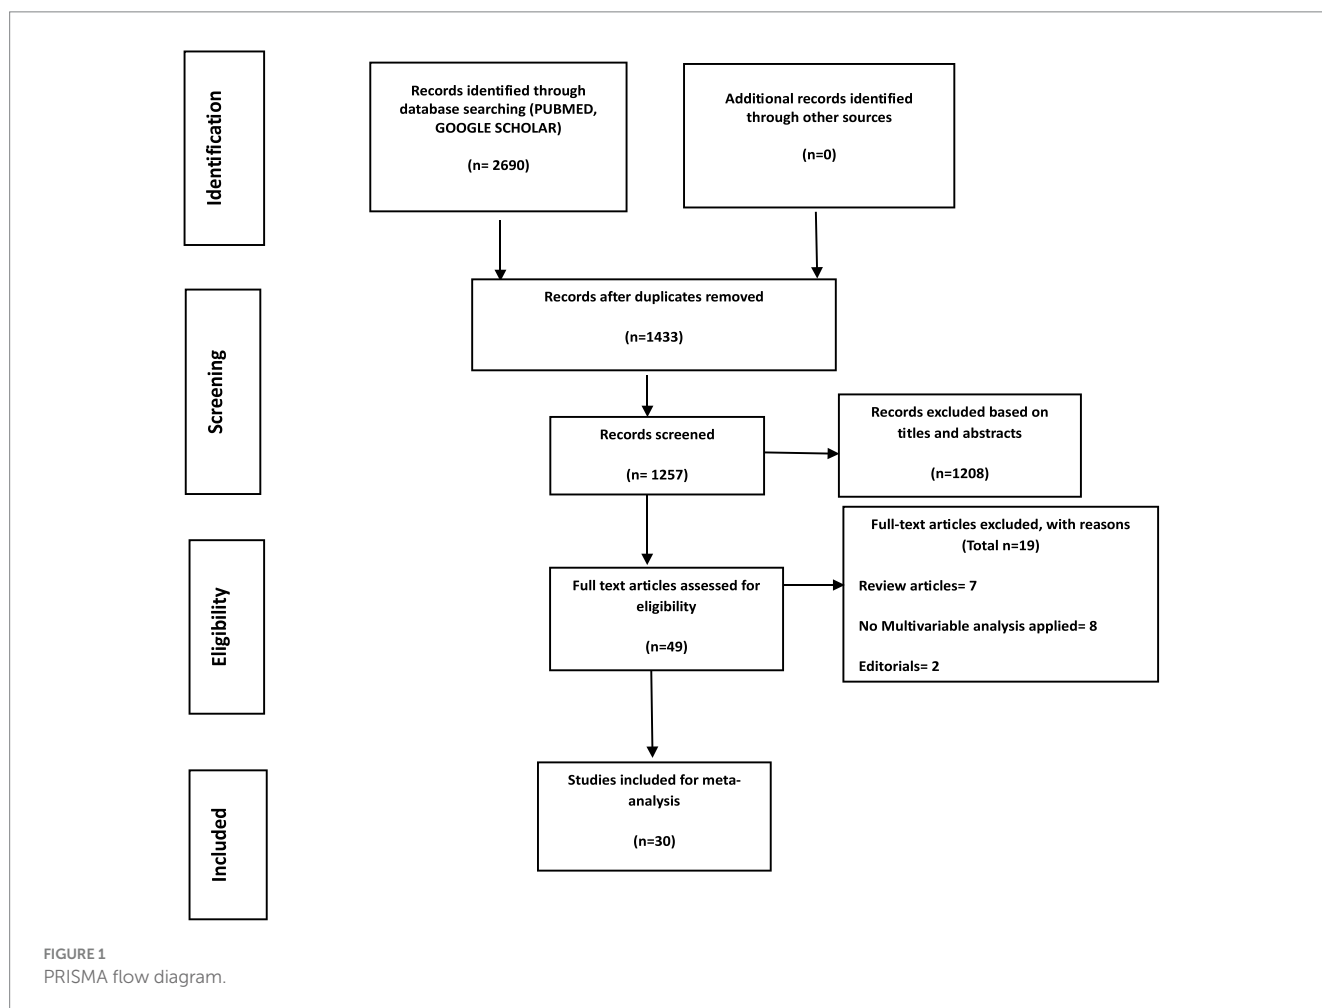 Identification
Records identified through
database searching (PUBMED,
GOOGLE SCHOLAR)
(n= 2690)
Additional records identified
through other sources
(n=0)
Screening
Records after duplicates removed
(n=1433)
Records screened
(n= 1257)
Records excluded based on
titles and abstracts
(n=1208)
Eligibility
Full text articles assessed for
eligibility
(n=49)
Full-text articles excluded, with reasons
(Total n=19)
Review articles= 7
No Multivariable analysis applied= 8
Editorials= 2
Included
Studies included for meta-
analysis
(n=30)
FIGURE 1
PRISMA flow diagram.